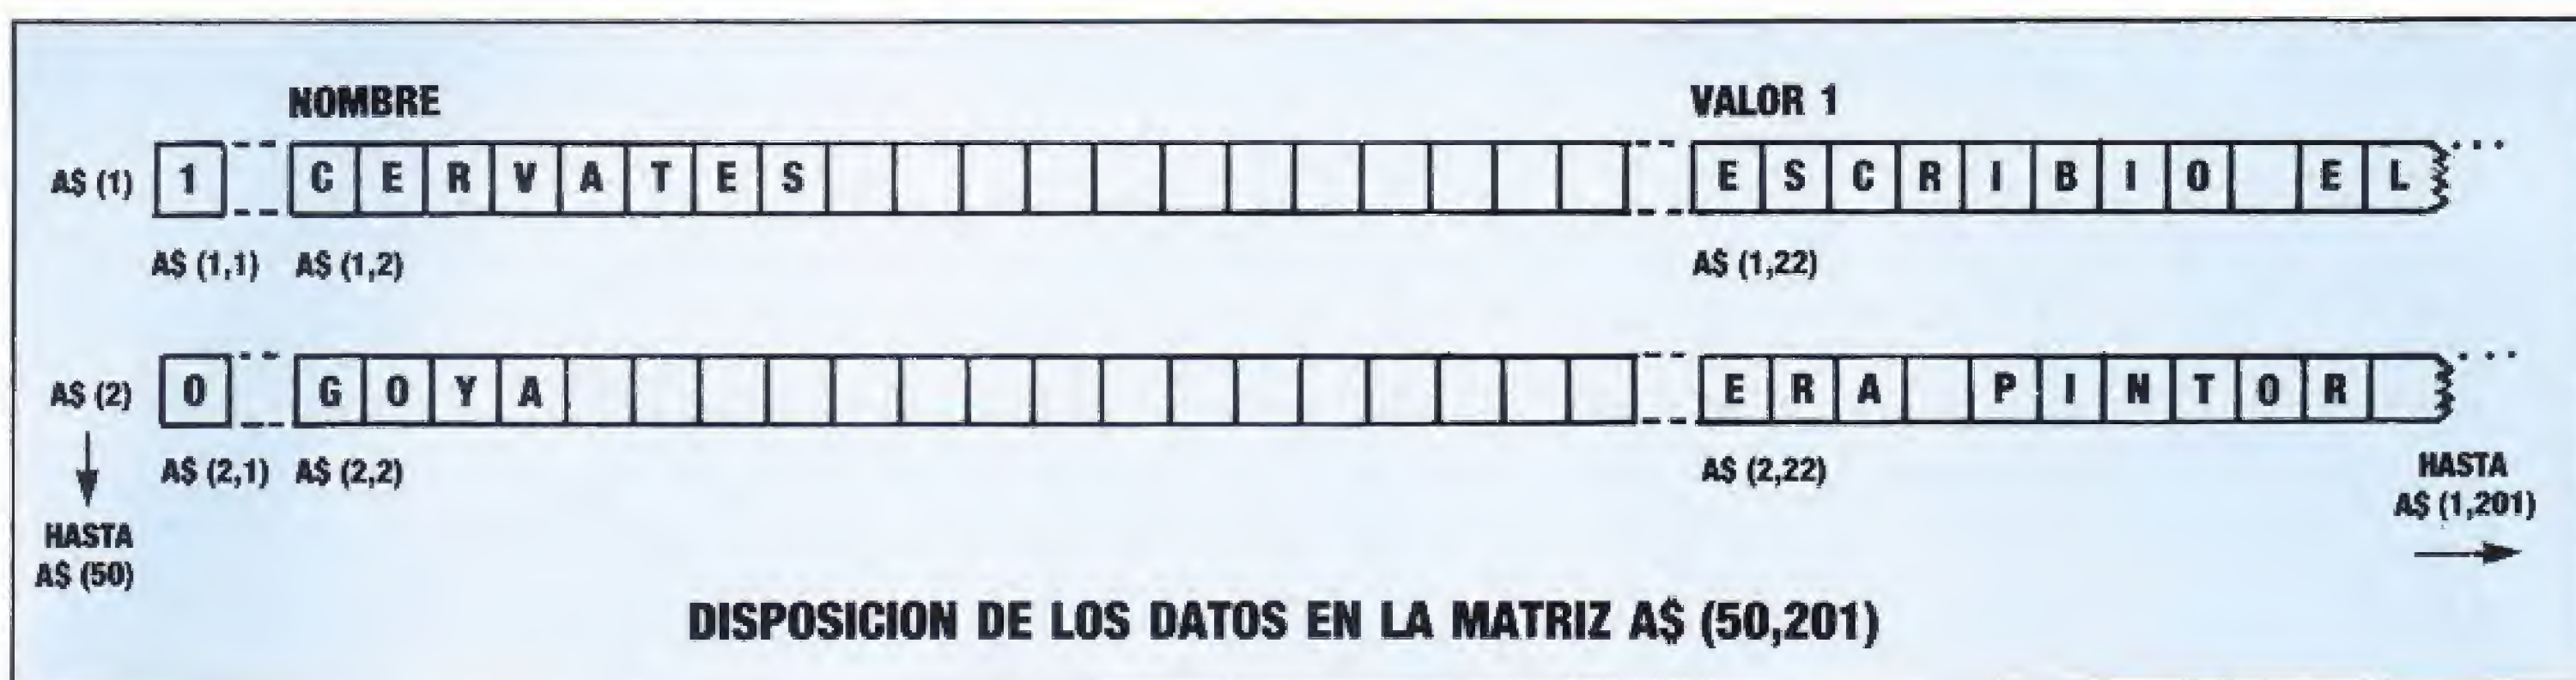 NOMBRE VALOR 1
A$ (1) 1 CERVATES ESCRIBIO EL
A$ (1,1) A$ (1,2) A$ (1,22)
A$ (2) 0 GOYA ERA PINTOR
A$ (2,1) A$ (2,2) A$ (2,22)
HASTA
A$ (1,201)
HASTA
A$ (50)
DISPOSICION DE LOS DATOS EN LA MATRIZ A$ (50,201)